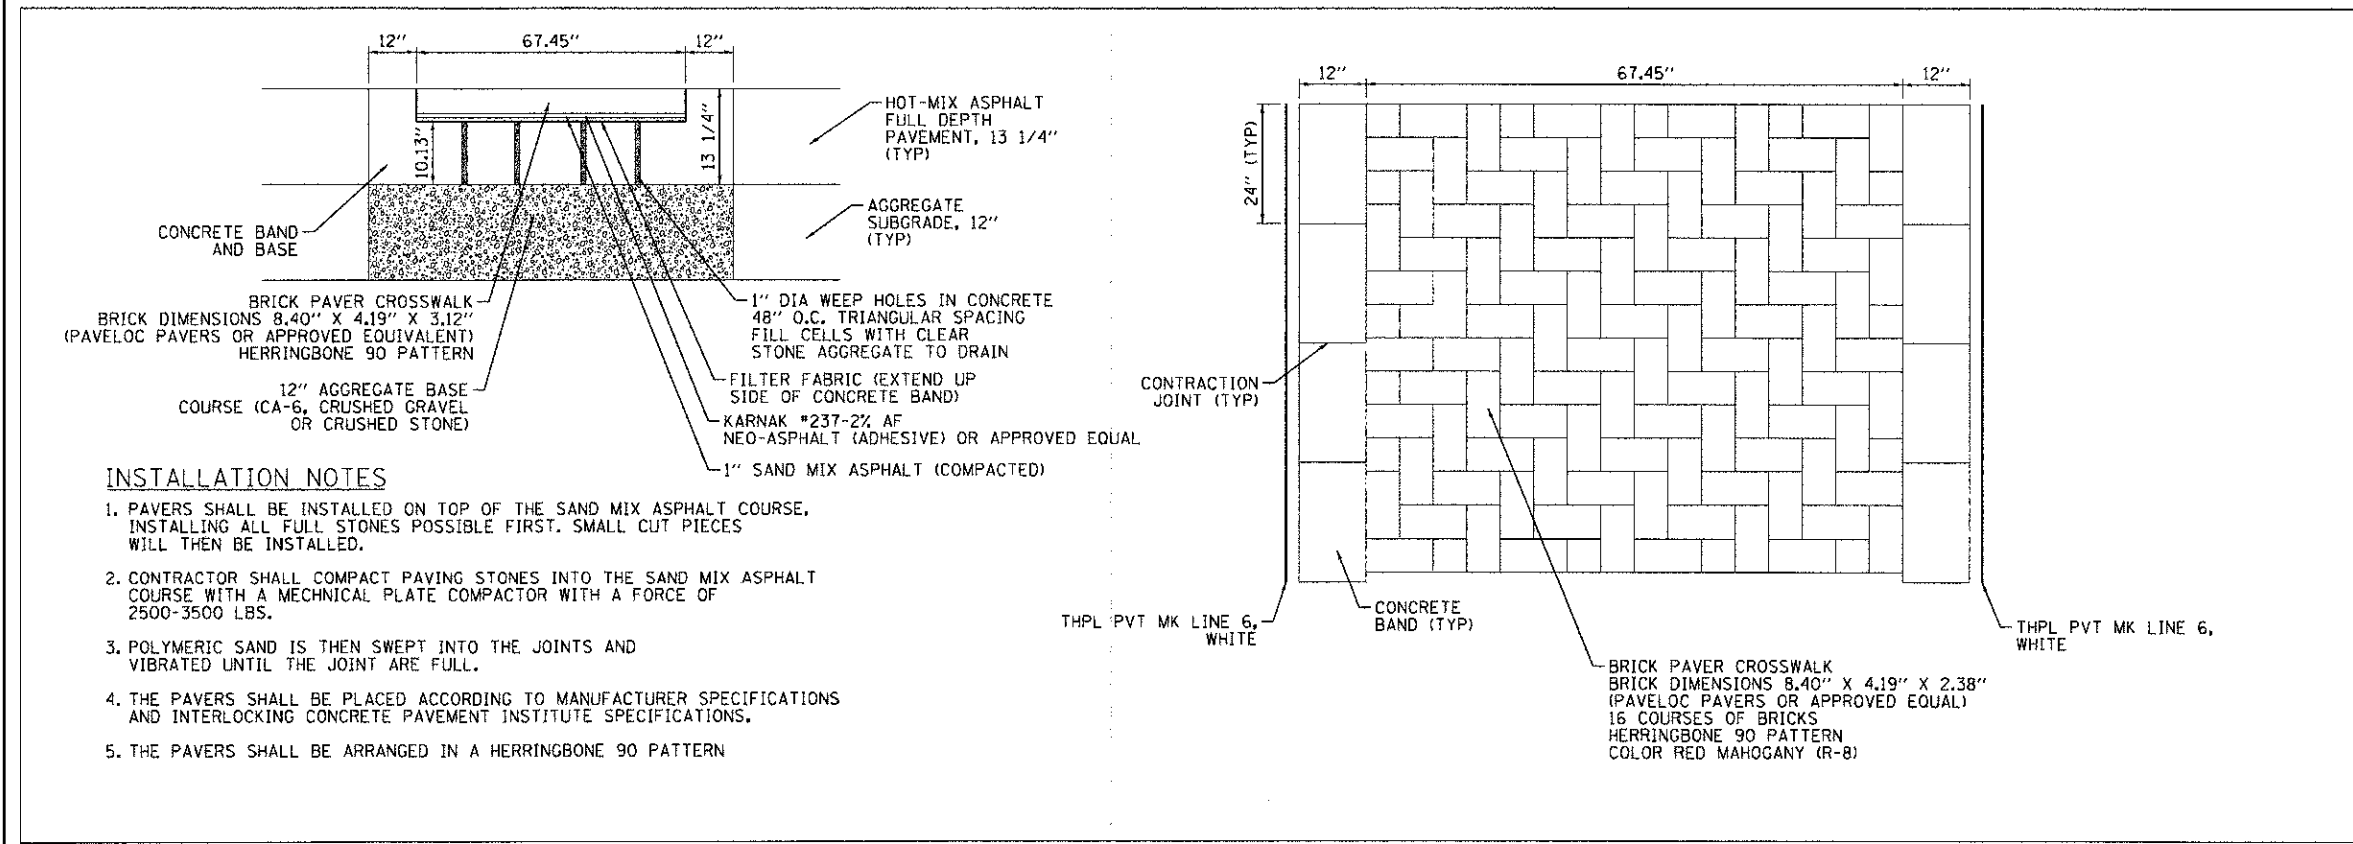 12" 67.45" 12"
10.13"
13 1/4"
HOT-MIX ASPHALT
FULL DEPTH
PAVEMENT, 13 1/4"
(TYP)
AGGREGATE
SUBGRADE, 12"
(TYP)
CONCRETE BAND
AND BASE
BRICK PAVER CROSSWALK
BRICK DIMENSIONS 8.40" X 4.19" X 3.12"
(PAVELOC PAVERS OR APPROVED EQUIVALENT)
HERRINGBONE 90 PATTERN
12" AGGREGATE BASE
COURSE (CA-6, CRUSHED GRAVEL
OR CRUSHED STONE)
1" DIA WEEP HOLES IN CONCRETE
48" O.C. TRIANGULAR SPACING
FILL CELLS WITH CLEAR
STONE AGGREGATE TO DRAIN
FILTER FABRIC (EXTEND UP
SIDE OF CONCRETE BAND)
KARNAK #237-2% AF
NEO-ASPHALT (ADHESIVE) OR APPROVED EQUAL
1" SAND MIX ASPHALT (COMPACTED)
INSTALLATION NOTES
1. PAVERS SHALL BE INSTALLED ON TOP OF THE SAND MIX ASPHALT COURSE,
INSTALLING ALL FULL STONES POSSIBLE FIRST. SMALL CUT PIECES
WILL THEN BE INSTALLED.
2. CONTRACTOR SHALL COMPACT PAVING STONES INTO THE SAND MIX ASPHALT
COURSE WITH A MECHNICAL PLATE COMPACTOR WITH A FORCE OF
2500-3500 LBS.
3. POLYMERIC SAND IS THEN SWEPT INTO THE JOINTS AND
VIBRATED UNTIL THE JOINT ARE FULL.
4. THE PAVERS SHALL BE PLACED ACCORDING TO MANUFACTURER SPECIFICATIONS
AND INTERLOCKING CONCRETE PAVEMENT INSTITUTE SPECIFICATIONS.
5. THE PAVERS SHALL BE ARRANGED IN A HERRINGBONE 90 PATTERN
12" 67.45" 12"
24" (TYP)
CONTRACTION
JOINT (TYP)
THPL PVT MK LINE 6,
WHITE
CONCRETE
BAND (TYP)
THPL PVT MK LINE 6,
WHITE
BRICK PAVER CROSSWALK
BRICK DIMENSIONS 8.40" X 4.19" X 2.38"
(PAVELOC PAVERS OR APPROVED EQUAL)
16 COURSES OF BRICKS
HERRINGBONE 90 PATTERN
COLOR RED MAHOGANY (R-8)